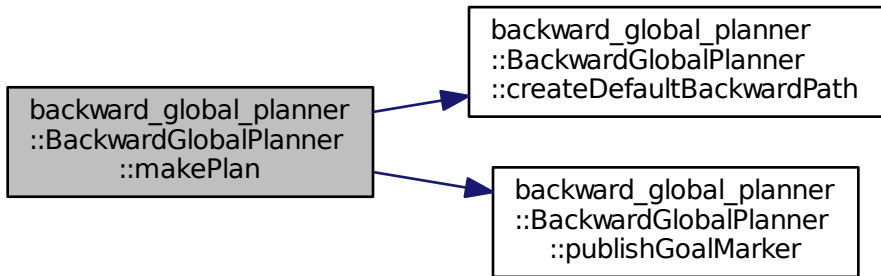 backward_global_planner
::BackwardGlobalPlanner
::makePlan
backward_global_planner
::BackwardGlobalPlanner
::createDefaultBackwardPath
backward_global_planner
::BackwardGlobalPlanner
::publishGoalMarker